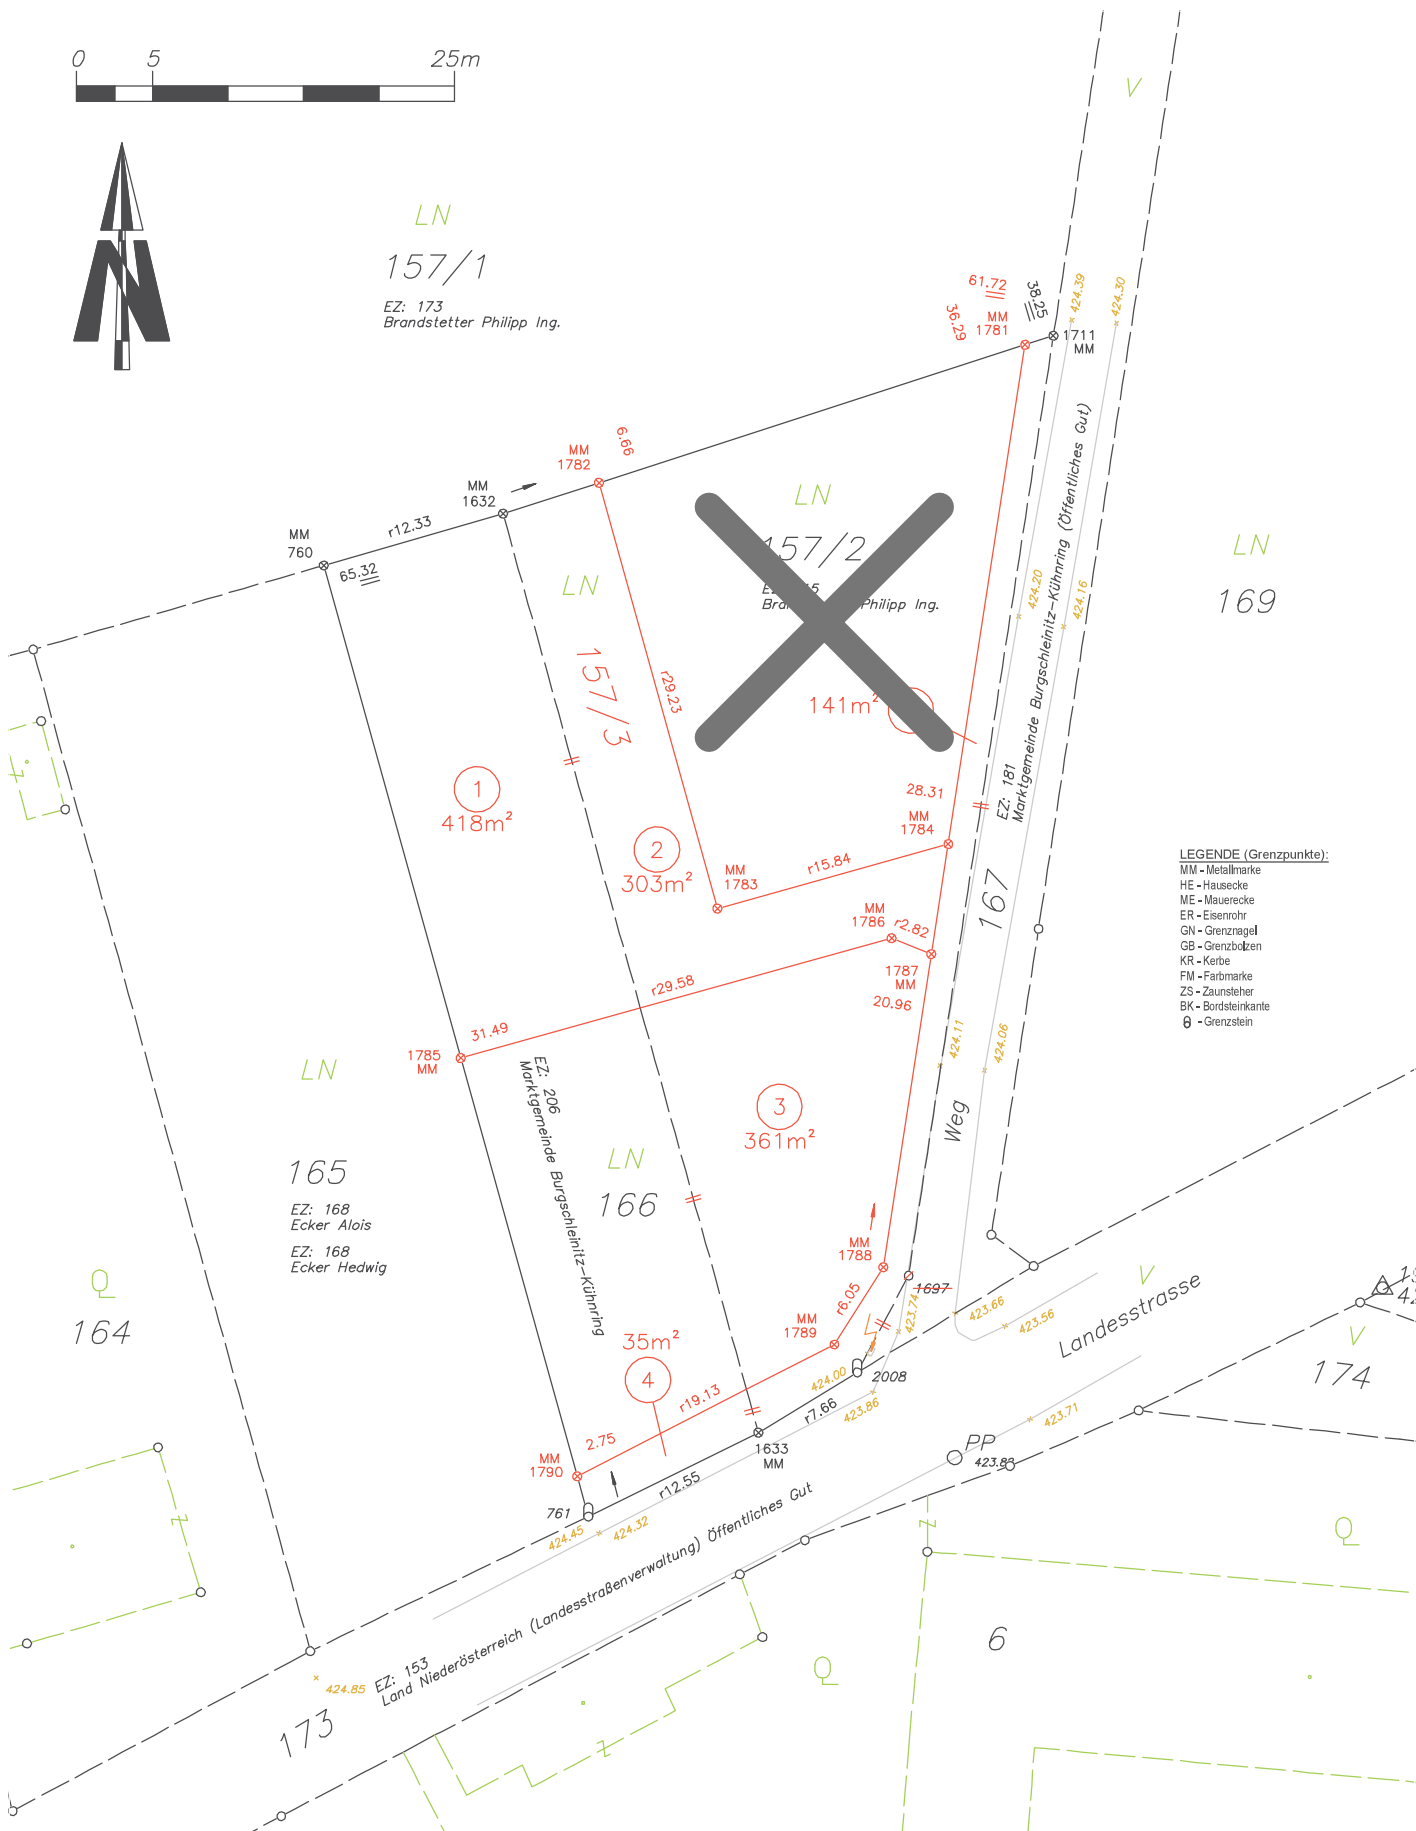 0 5 25m
V
LN
157/1
EZ: 173
Brandstetter Philipp Ing.
61.72
38.25
36.29
MM
1781
1711
MM
424.39
424.30
6.66
MM
1782
MM
1632
r12.33
MM
760
65.32
LN
157/2
Philipp Ing.
LN
157/3
r29.23
141m²
LN
169
424.20
424.16
EZ: 181
Marktgemeinde Burgschleinitz-Kühnring (Öffentliches Gut)
1
418m²
2
303m²
28.31
MM
1784
r15.84
MM
1783
MM
1786
r2.82
1787
MM
20.96
167
LEGENDE (Grenzpunkte):
MM - Metallmarke
HE - Hausecke
ME - Mauerecke
ER - Eisenrohr
GN - Grenznagel
GB - Grenzbolzen
KR - Kerbe
FM - Farbmarke
ZS - Zaunsteher
BK - Bordsteinkante
- Grenzstein
r29.58
31.49
1785
MM
424.11
424.06
LN
EZ: 206
Marktgemeinde Burgschleinitz-Kühnring
3
361m²
Weg
165
EZ: 168
Ecker Alois
EZ: 168
Ecker Hedwig
LN
166
MM
1788
1697
r6.05
MM
1789
423.74
423.66
423.56
V
Landesstrasse
Q
164
35m²
4
r19.13
424.00
2008
r7.66
423.86
V
174
423.71
2.75
MM
1790
1633
MM
PP
r12.55
761
424.45
424.32
Q
EZ: 153
Land Niederösterreich (Landesstraßenverwaltung) Öffentliches Gut
424.85
173
6
Q